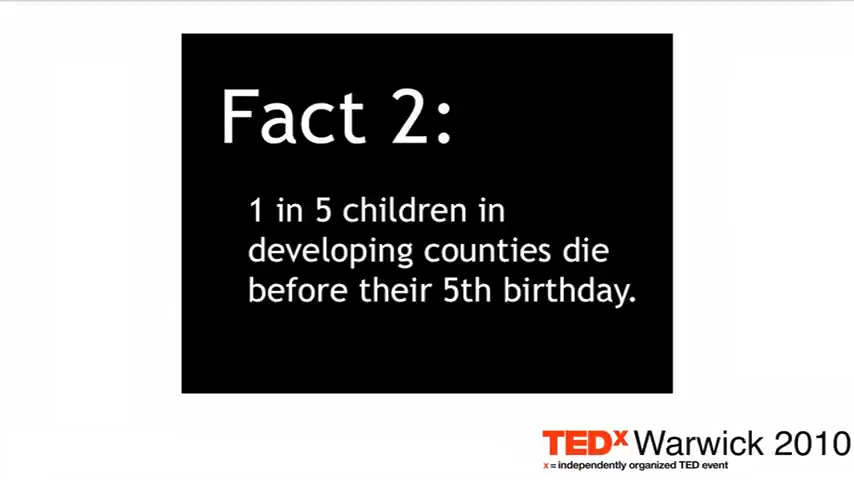 Fact 2:
1 in 5 children in
developing counties die
before their 5th birthday.
TEDx Warwick 2010
x = independently organized TED event